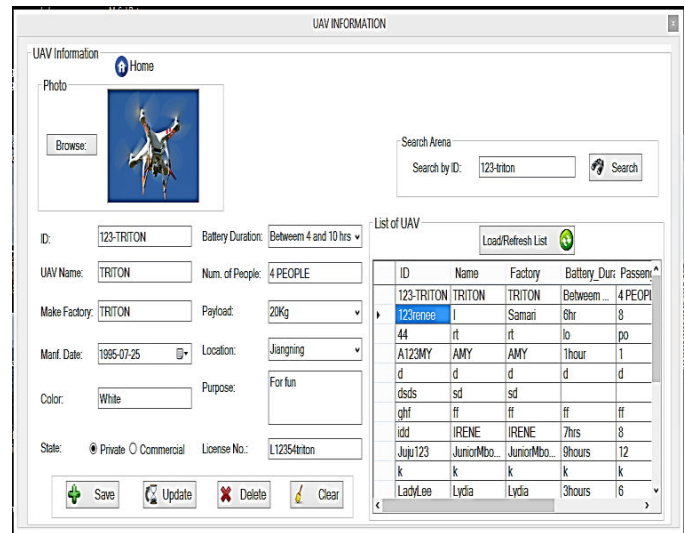 UAV INFORMATION
UAV Information
Home
Photo
Browse:
Search Arena
Search by ID: 123-triton Search
ID: 123-TRITON Battery Duration: Betweem 4 and 10 hrs
UAV Name: TRITON Num. of People: 4 PEOPLE
Make Factory: TRITON Payload: 20Kg
Manf. Date: 1995-07-25 Location: Jiangning
Color: White Purpose: For fun
State: Private Commercial License No.: L12354triton
Save Update Delete Clear
List of UAV
Load/Refresh List
ID Name Factory Battery_Dura Passeng
123-TRITON TRITON TRITON Betweem ... 4 PEOPL
123renee I Samari 6hr 8
44 rt rt lo po
A123MY AMY AMY 1hour 1
d d d d d
dsds sd sd
ghf ff ff ff ff
idd IRENE IRENE 7hrs 8
Juju123 JuniorMbo... JuniorMbo... 9hours 12
k k k k k
LadyLee Lydia Lydia 3hours 6